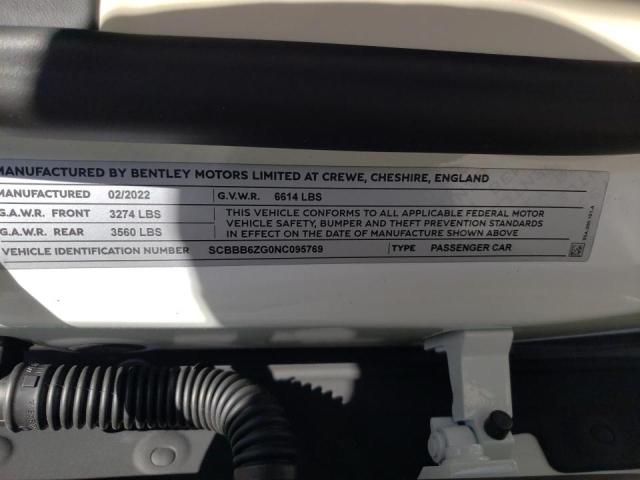 MANUFACTURED BY BENTLEY MOTORS LIMITED AT CREWE, CHESHIRE, ENGLAND
MANUFACTURED 02/2022 G.V.W.R. 6614 LBS
G.A.W.R. FRONT 3274 LBS
G.A.W.R. REAR 3560 LBS
THIS VEHICLE CONFORMS TO ALL APPLICABLE FEDERAL MOTOR
VEHICLE SAFETY, BUMPER AND THEFT PREVENTION STANDARDS
IN EFFECT ON THE DATE OF MANUFACTURE SHOWN ABOVE
VEHICLE IDENTIFICATION NUMBER SCBBB6ZG0NC095769 TYPE PASSENGER CAR